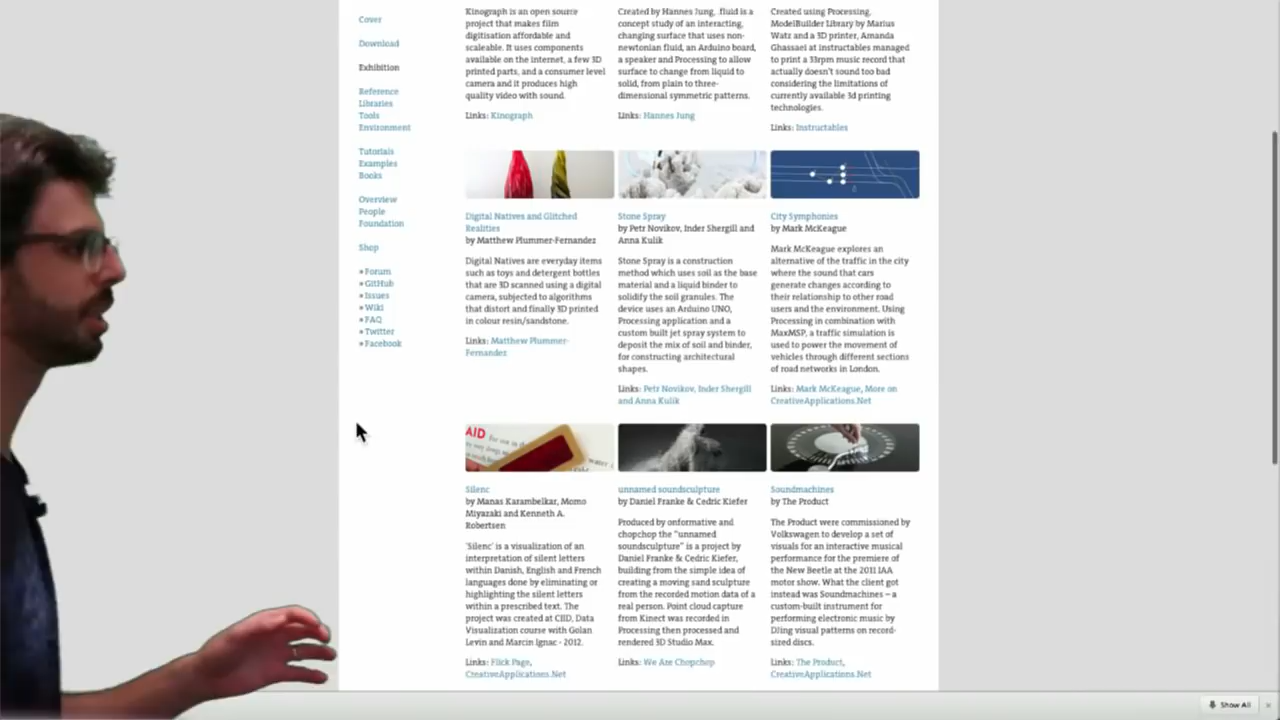 Cover
Download
Exhibition
Reference
Libraries
Tools
Environment
Tutorials
Examples
Books
Overview
People
Foundation
Shop
» Forum
» GitHub
» Issues
» Wiki
» FAQ
» Twitter
» Facebook
Kinograph is an open source
project that makes film
digitisation affordable and
scaleable. It uses components
available on the internet, a few 3D
printed parts, and a consumer level
camera and it produces high
quality video with sound.
Links: Kinograph
Created by Hannes Jung, fluid is a
concept study of an interacting,
changing surface that uses non-
newtonian fluid, an Arduino board,
a speaker and Processing to allow
surface to change from liquid to
solid, from plain to three-
dimensional symmetric patterns.
Links: Hannes Jung
Created using Processing,
ModelBuilder Library by Marius
Watz and a 3D printer, Amanda
Ghassaei at instructables managed
to print a 33rpm music record that
actually doesn't sound too bad
considering the limitations of
currently available 3d printing
technologies.
Links: Instructables
Digital Natives and Glitched
Realities
by Matthew Plummer-Fernandez
Digital Natives are everyday items
such as toys and detergent bottles
that are 3D scanned using a digital
camera, subjected to algorithms
that distort and finally 3D printed
in colour resin/sandstone.
Links: Matthew Plummer-
Fernandez
Stone Spray
by Petr Novikov, Inder Shergill and
Anna Kulik
Stone Spray is a construction
method which uses soil as the base
material and a liquid binder to
solidify the soil granules. The
device uses an Arduino UNO,
Processing application and a
custom built jet spray system to
deposit the mix of soil and binder,
for constructing architectural
shapes.
Links: Petr Novikov, Inder Shergill
and Anna Kulik
City Symphonies
by Mark McKeague
Mark McKeague explores an
alternative of the traffic in the city
where the sound that cars
generate changes according to
their relationship to other road
users and the environment. Using
Processing in combination with
MaxMSP, a traffic simulation is
used to power the movement of
vehicles through different sections
of road networks in London.
Links: Mark McKeague, More on
CreativeApplications.Net
AID For use in
water
Silenc
by Manas Karambelkar, Momo
Miyazaki and Kenneth A.
Robertsen
'Silenc' is a visualization of an
interpretation of silent letters
within Danish, English and French
languages done by eliminating or
highlighting the silent letters
within a prescribed text. The
project was created at CIID, Data
Visualization course with Golan
Levin and Marcin Ignac - 2012.
Links: Flick Page,
CreativeApplications.Net
unnamed soundsculpture
by Daniel Franke & Cedric Kiefer
Produced by onformative and
chopchop the "unnamed
soundsculpture" is a project by
Daniel Franke & Cedric Kiefer,
building from the simple idea of
creating a moving sand sculpture
from the recorded motion data of a
real person. Point cloud capture
from Kinect was recorded in
Processing then processed and
rendered 3D Studio Max.
Links: We Are Chopchop
Soundmachines
by The Product
The Product were commissioned by
Volkswagen to develop a set of
visuals for an interactive musical
performance for the premiere of
the New Beetle at the 2011 IAA
motor show. What the client got
instead was Soundmachines – a
custom-built instrument for
performing electronic music by
DJing visual patterns on record-
sized discs.
Links: The Product,
CreativeApplications.Net
Show All